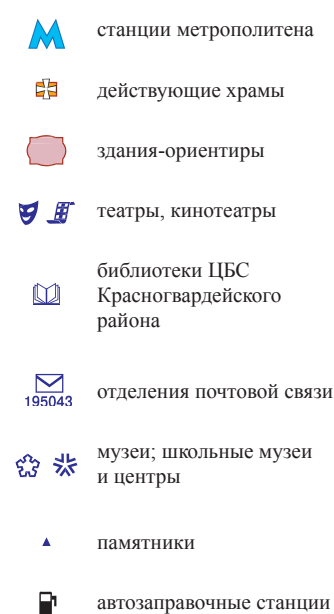 станции метрополитена
действующие храмы
здания-ориентиры
театры, кинотеатры
библиотеки ЦБС
Красногвардейского
района
195043
отделения почтовой связи
музеи; школьные музеи
и центры
памятники
автозаправочные станции